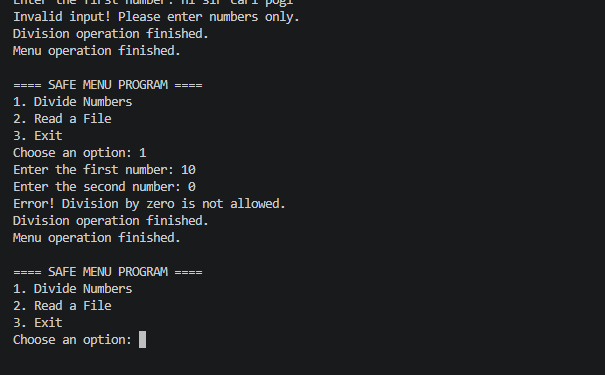 Enter the first number: hi sir carl pogi
Invalid input! Please enter numbers only.
Division operation finished.
Menu operation finished.
==== SAFE MENU PROGRAM ====
1. Divide Numbers
2. Read a File
3. Exit
Choose an option: 1
Enter the first number: 10
Enter the second number: 0
Error! Division by zero is not allowed.
Division operation finished.
Menu operation finished.
==== SAFE MENU PROGRAM ====
1. Divide Numbers
2. Read a File
3. Exit
Choose an option: